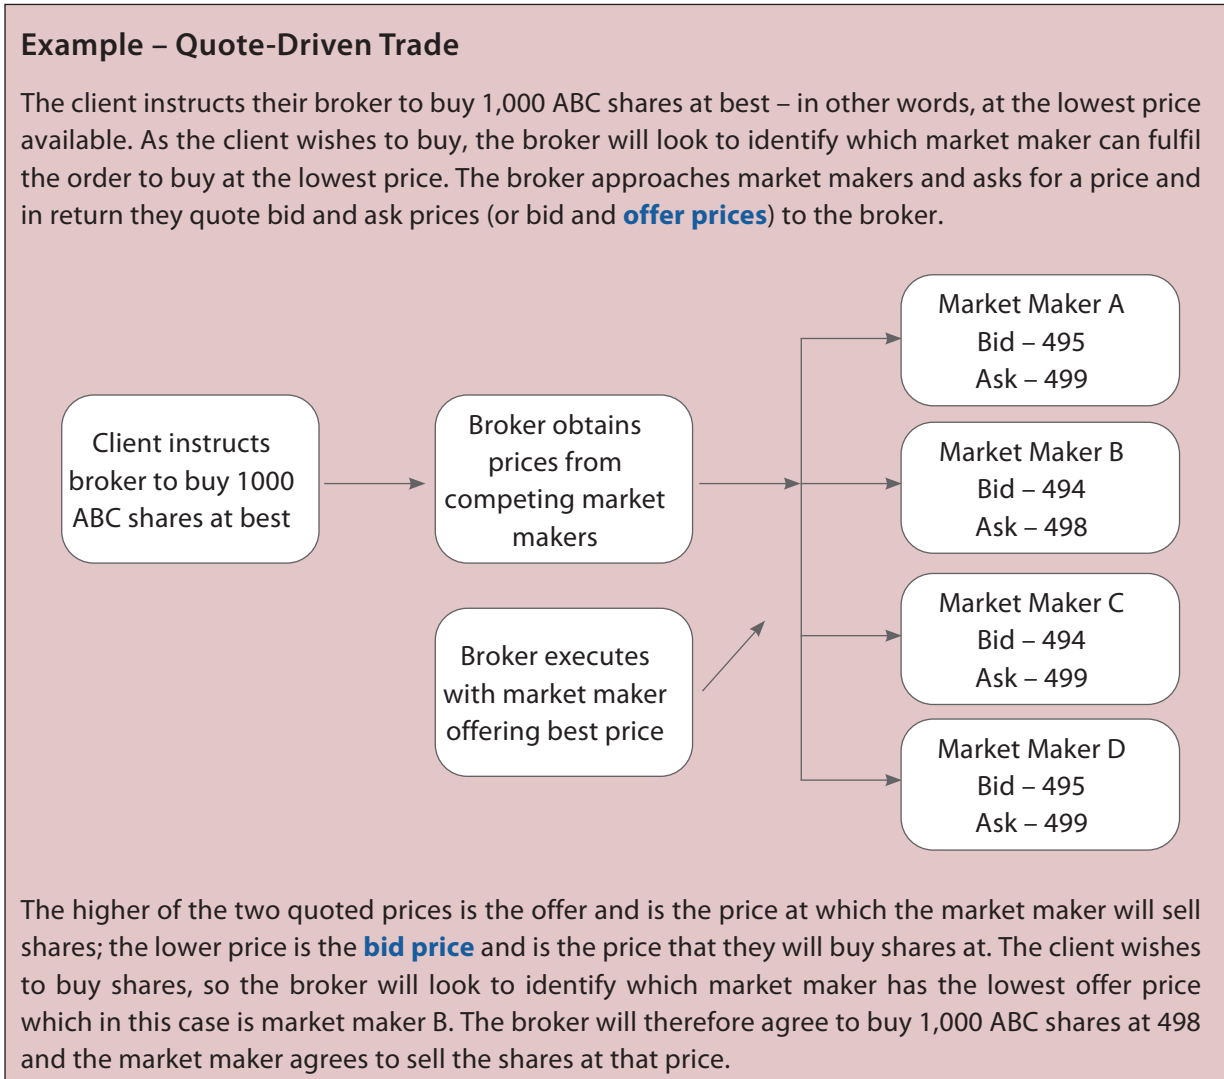 Example – Quote-Driven Trade
The client instructs their broker to buy 1,000 ABC shares at best – in other words, at the lowest price
available. As the client wishes to buy, the broker will look to identify which market maker can fulfil
the order to buy at the lowest price. The broker approaches market makers and asks for a price and
in return they quote bid and ask prices (or bid and offer prices) to the broker.
Client instructs
broker to buy 1000
ABC shares at best
Broker obtains
prices from
competing market
makers
Broker executes
with market maker
offering best price
Market Maker A
Bid – 495
Ask – 499
Market Maker B
Bid – 494
Ask – 498
Market Maker C
Bid – 494
Ask – 499
Market Maker D
Bid – 495
Ask – 499
The higher of the two quoted prices is the offer and is the price at which the market maker will sell
shares; the lower price is the bid price and is the price that they will buy shares at. The client wishes
to buy shares, so the broker will look to identify which market maker has the lowest offer price
which in this case is market maker B. The broker will therefore agree to buy 1,000 ABC shares at 498
and the market maker agrees to sell the shares at that price.